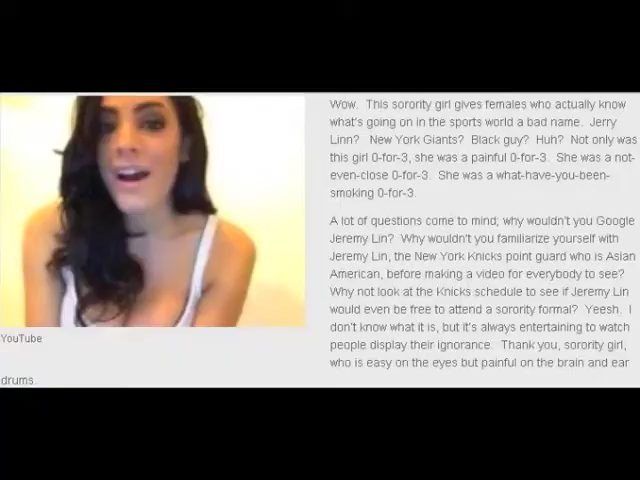 Wow. This sorority girl gives females who actually know
what's going on in the sports world a bad name. Jerry
Linn? New York Giants? Black guy? Huh? Not only was
this girl 0-for-3, she was a painful 0-for-3. She was a not-
even-close 0-for-3. She was a what-have-you-been-
smoking 0-for-3.
A lot of questions come to mind; why wouldn't you Google
Jeremy Lin? Why wouldn't you familiarize yourself with
Jeremy Lin, the New York Knicks point guard who is Asian
American, before making a video for everybody to see?
Why not look at the Knicks schedule to see if Jeremy Lin
would even be free to attend a sorority formal? Yeesh. I
don't know what it is, but it's always entertaining to watch
people display their ignorance. Thank you, sorority girl,
who is easy on the eyes but painful on the brain and ear
drums.
YouTube